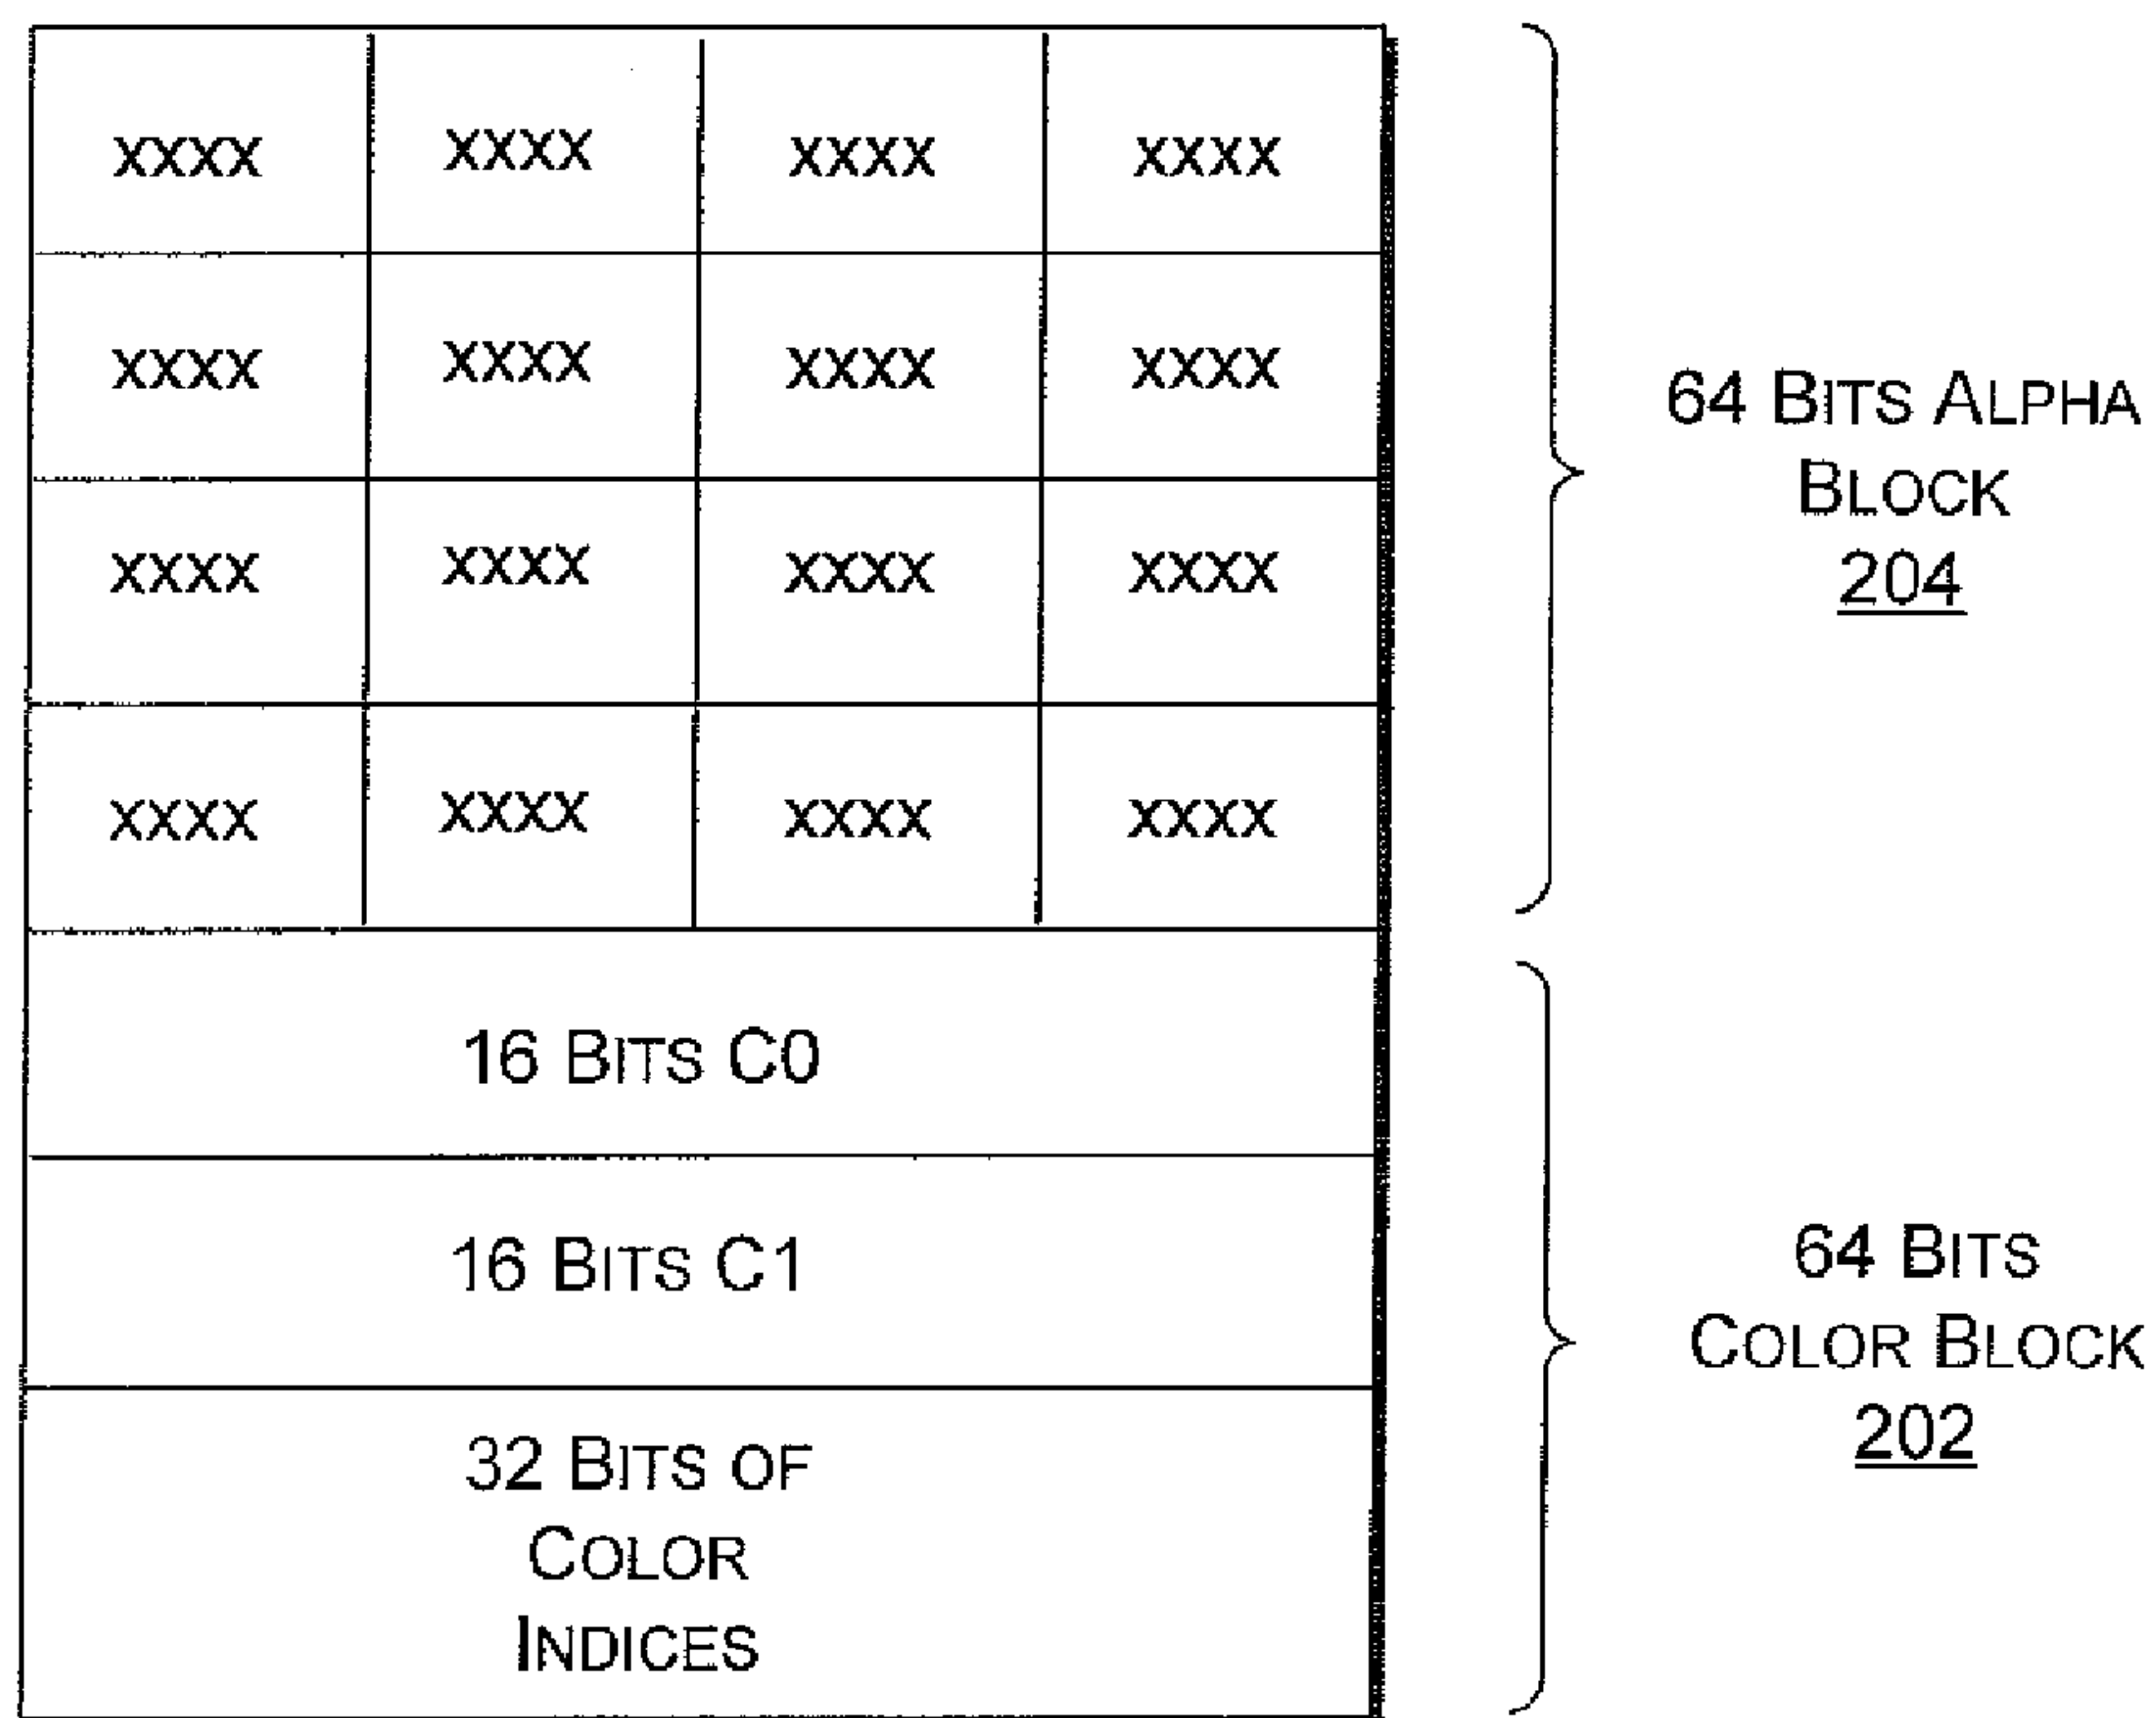 xxxx xxxx xxxx xxxx
xxxx xxxx xxxx xxxx
xxxx xxxx xxxx xxxx
xxxx xxxx xxxx xxxx
64 BITS ALPHA
BLOCK
204
16 BITS C0
16 BITS C1
32 BITS OF
COLOR
INDICES
64 BITS
COLOR BLOCK
202